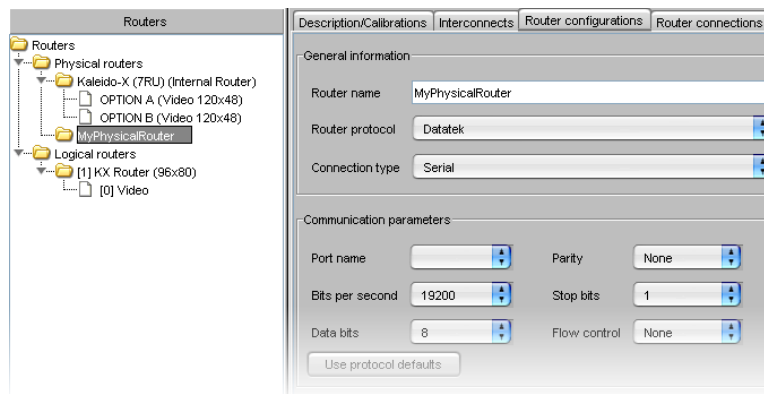 Routers
Routers
Physical routers
Kaleido-X (7RU) (Internal Router)
OPTION A (Video 120x48)
OPTION B (Video 120x48)
MyPhysicalRouter
Logical routers
[1] KX Router (96x80)
[0] Video
Description/Calibrations Interconnects Router configurations Router connections
General information
Router name MyPhysicalRouter
Router protocol Datatek
Connection type Serial
Communication parameters
Port name Parity None
Bits per second 19200 Stop bits 1
Data bits 8 Flow control None
Use protocol defaults